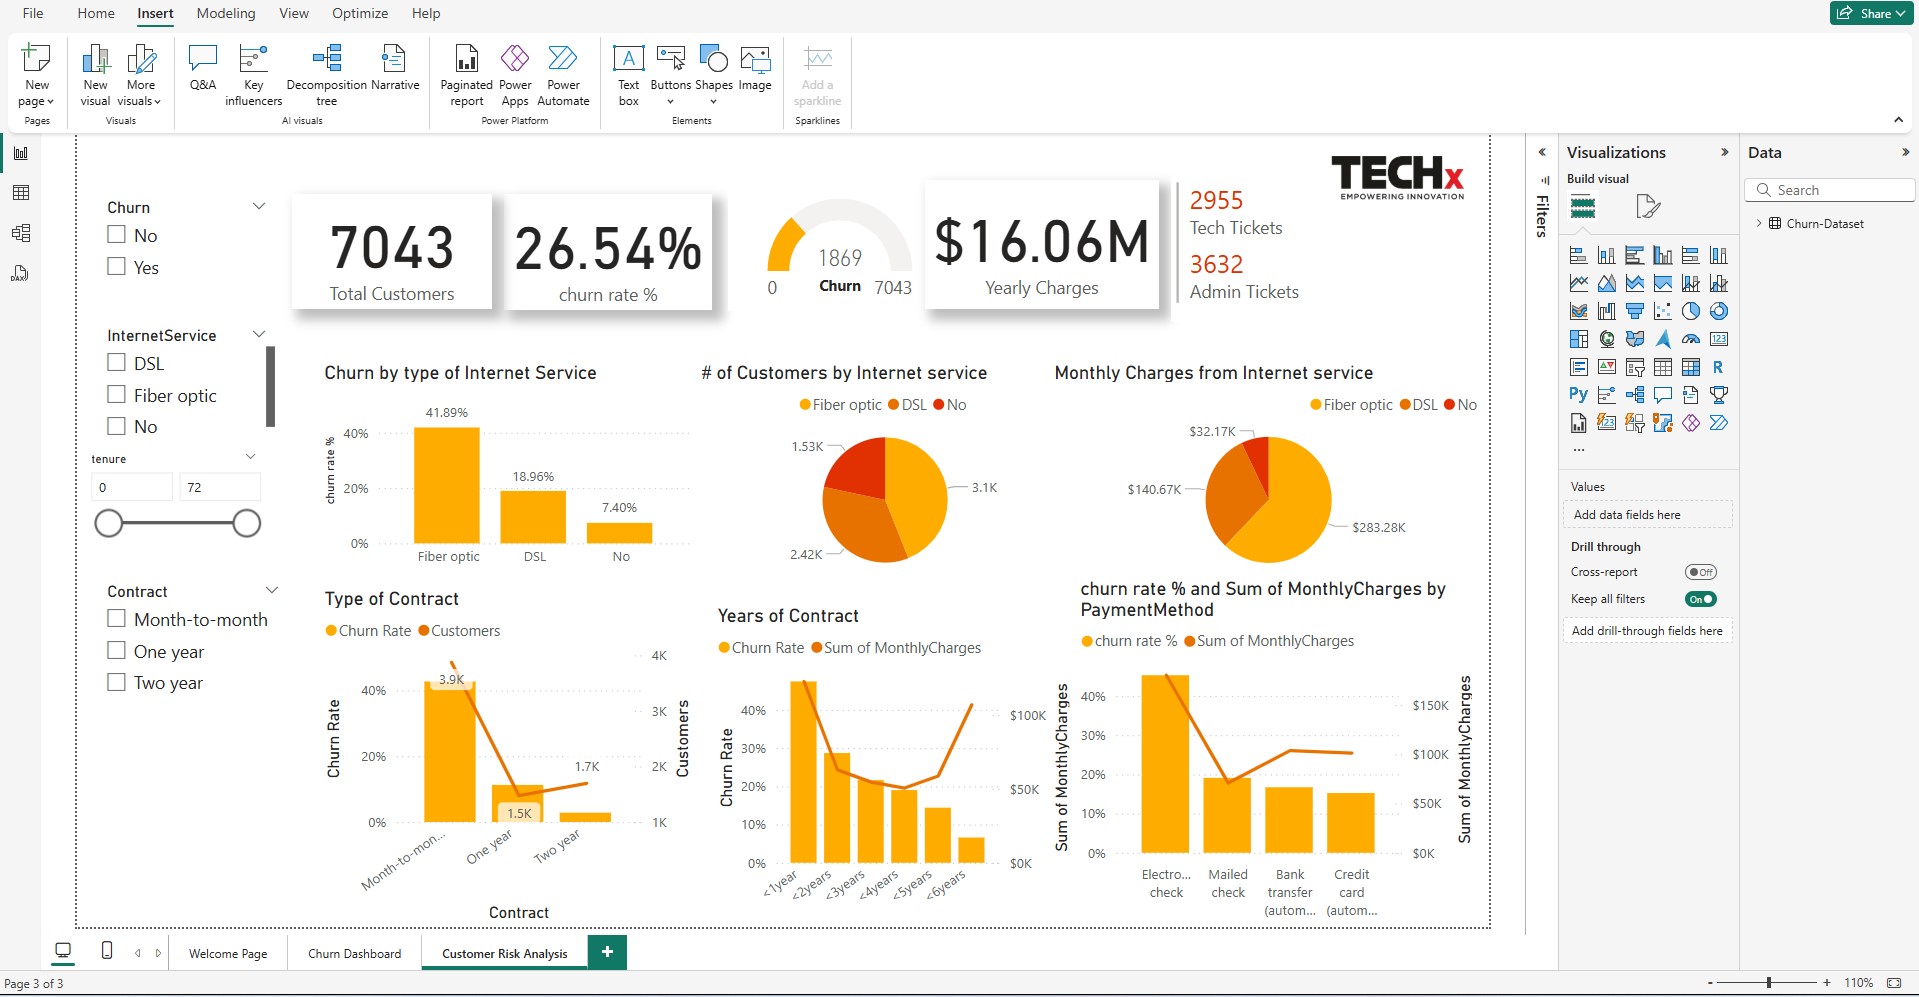 File Home Insert Modeling View Optimize Help
Share
New page
Pages
New visual
More visuals
Visuals
Q&A
Key influencers
Decomposition tree
Narrative
AI visuals
Paginated report
Power Apps
Power Automate
Power Platform
Text box
Buttons
Shapes
Image
Elements
Add a sparkline
Sparklines
DAX
Churn
No
Yes
InternetService
DSL
Fiber optic
No
tenure
0 72
Contract
Month-to-month
One year
Two year
7043
Total Customers
26.54%
churn rate %
1869
0 Churn 7043
$16.06M
Yearly Charges
2955
Tech Tickets
3632
Admin Tickets
TECHx
EMPOWERING INNOVATION
Churn by type of Internet Service
churn rate %
41.89%
40%
18.96%
20%
7.40%
0%
Fiber optic DSL No
# of Customers by Internet service
Fiber optic DSL No
1.53K
3.1K
2.42K
Monthly Charges from Internet service
Fiber optic DSL No
$32.17K
$140.67K
$283.28K
Type of Contract
Churn Rate Customers
Churn Rate
Customers
4K
3.9K
40%
3K
20%
1.7K
2K
1.5K
0%
1K
Month-to-mon... One year Two year
Contract
Years of Contract
Churn Rate Sum of MonthlyCharges
Churn Rate
Sum of MonthlyCharges
40%
$100K
30%
20%
$50K
10%
0%
$0K
<1year <2years <3years <4years <5years <6years
churn rate % and Sum of MonthlyCharges by
PaymentMethod
churn rate % Sum of MonthlyCharges
Sum of MonthlyCharges
40%
$150K
30%
$100K
20%
$50K
10%
0%
$0K
Electro... check
Mailed check
Bank transfer (autom...
Credit card (autom...
Filters
Visualizations
Build visual
123
R
Py
123
...
Values
Add data fields here
Drill through
Cross-report Off
Keep all filters On
Add drill-through fields here
Data
Search
Churn-Dataset
Welcome Page Churn Dashboard Customer Risk Analysis +
Page 3 of 3
- + 110%